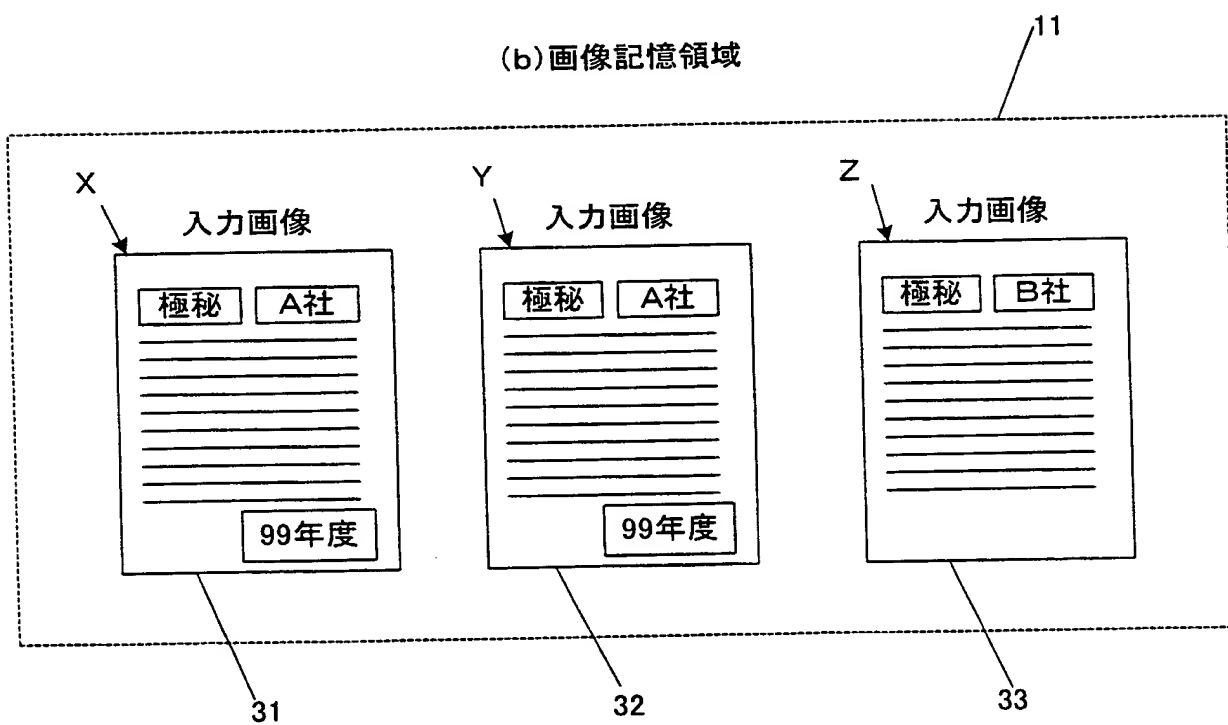 11
(b)画像記憶領域
X
入力画像
極秘 A社
99年度
31
Y
入力画像
極秘 A社
99年度
32
Z
入力画像
極秘 B社
33